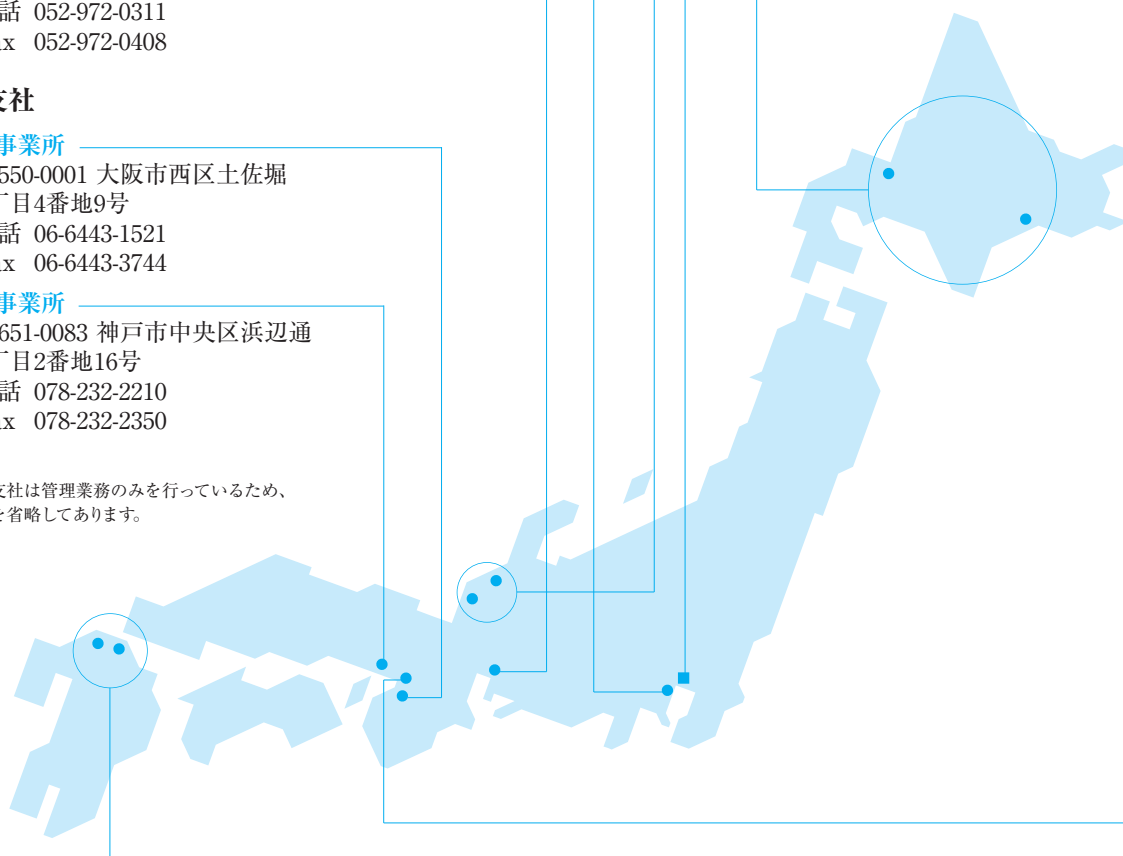 話 052-972-0311
x 052-972-0408
支社
事業所
550-0001 大阪市西区土佐堀
丁目4番地9号
話 06-6443-1521
x 06-6443-3744
事業所
651-0083 神戸市中央区浜辺通
丁目2番地16号
話 078-232-2210
x 078-232-2350
支社は管理業務のみを行っているため、
を省略してあります。